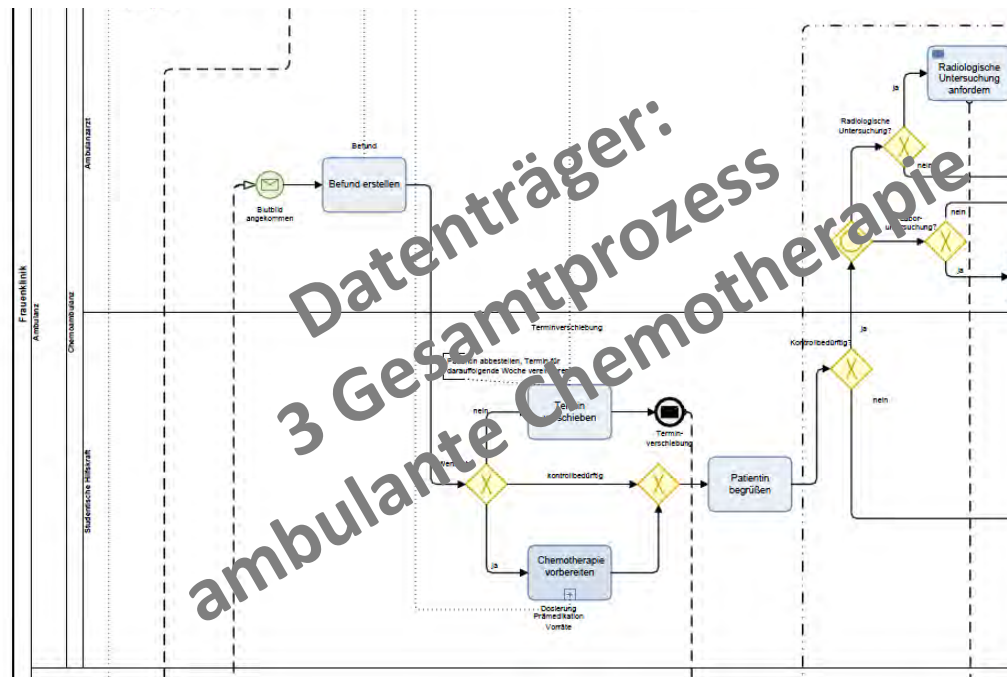 Frauenklinik
Ambulanz
Chemoambulanz
Ambulanzarzt
Studentische Hilfskraft
Datenträger:
3 Gesamtprozess
ambulante Chemotherapie
Radiologische
Untersuchung
anfordern
ja
Radiologische
Untersuchung?
nein
Befund
Befund erstellen
Blutbild
angekommen
nein
ja
Terminverschiebung
ja
Kontrollbedürftig?
nein
darauffolgende Woche
nein
Termin-
verschiebung
kontrollbedürftig
Patientin
begrüßen
ja
Chemotherapie
vorbereiten
Dosierung
Prämedikation
Vorräte